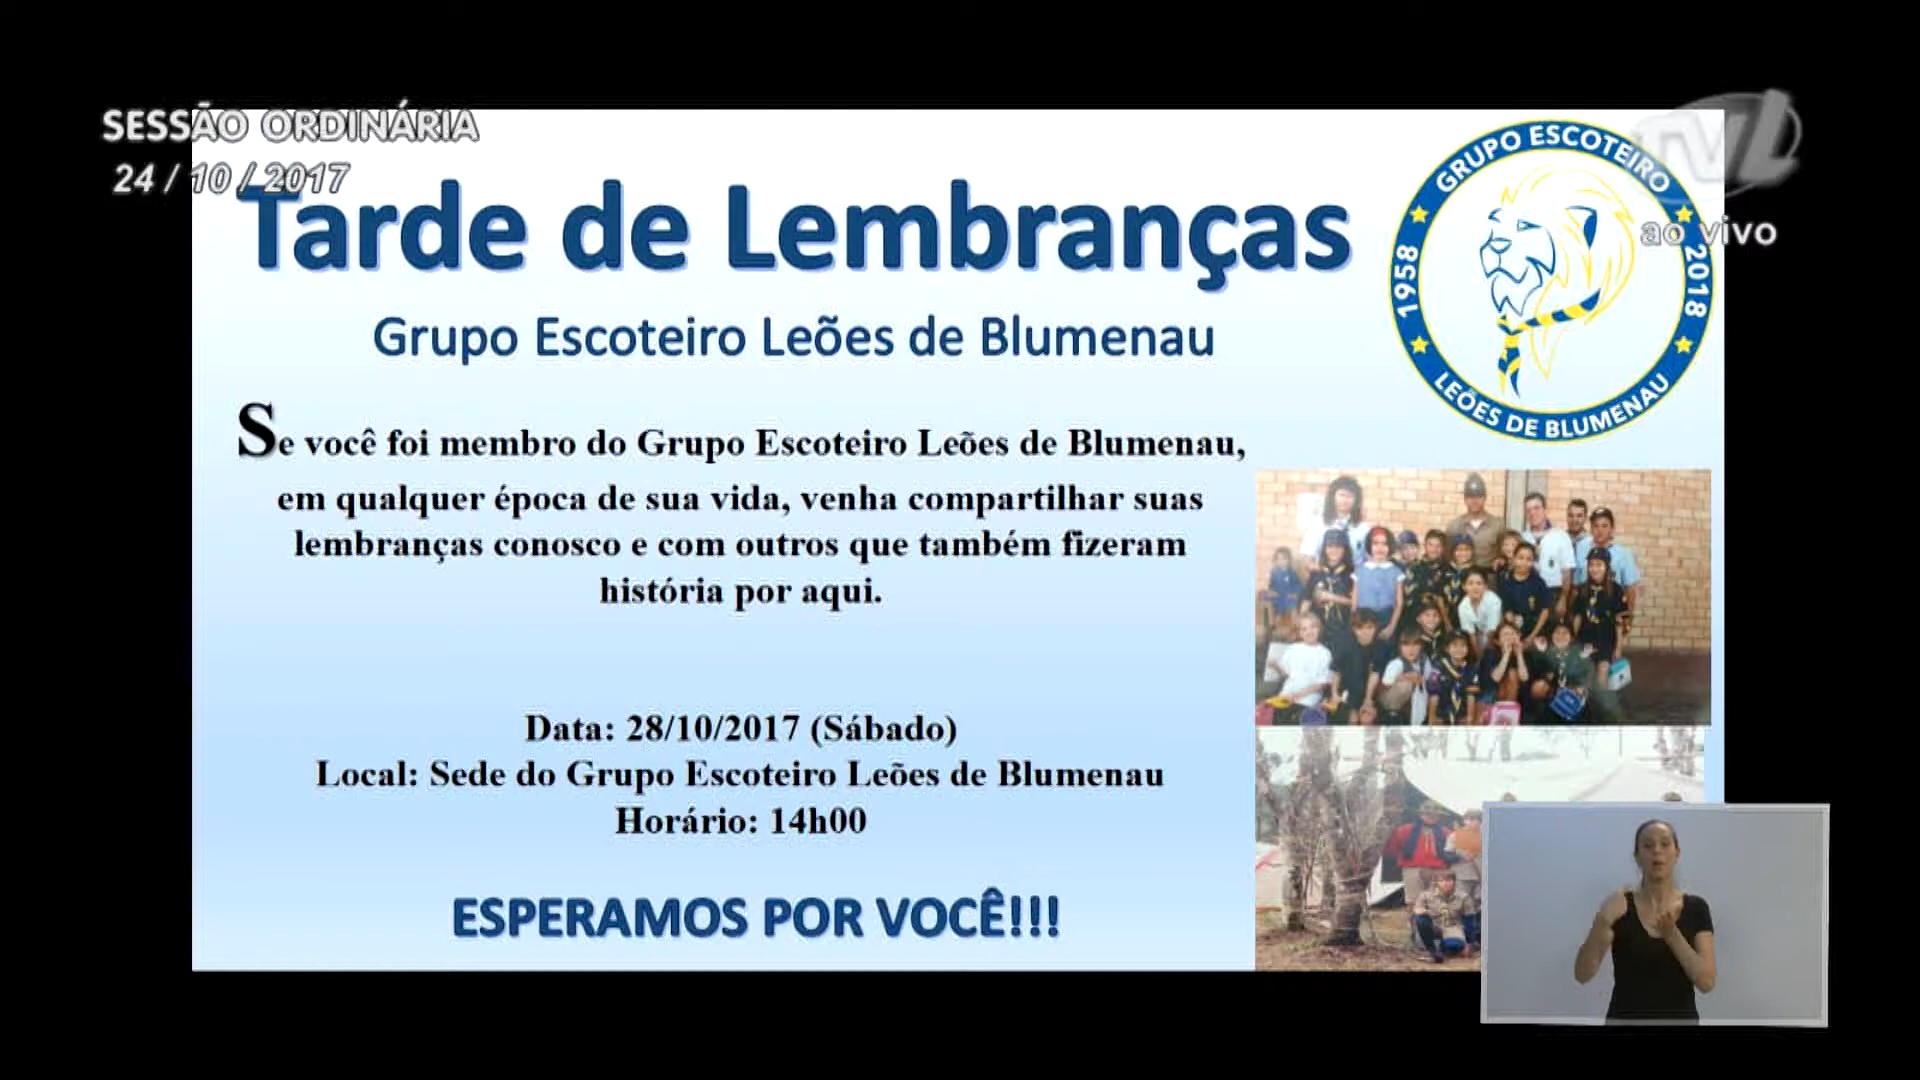 SESSÃO ORDINÁRIA
24 / 10 / 2017
TVL
ao vivo
Tarde de Lembranças
Grupo Escoteiro Leões de Blumenau
GRUPO ESCOTEIRO
1958
2018
LEÕES DE BLUMENAU
Se você foi membro do Grupo Escoteiro Leões de Blumenau,
em qualquer época de sua vida, venha compartilhar suas
lembranças conosco e com outros que também fizeram
história por aqui.
Data: 28/10/2017 (Sábado)
Local: Sede do Grupo Escoteiro Leões de Blumenau
Horário: 14h00
ESPERAMOS POR VOCÊ!!!